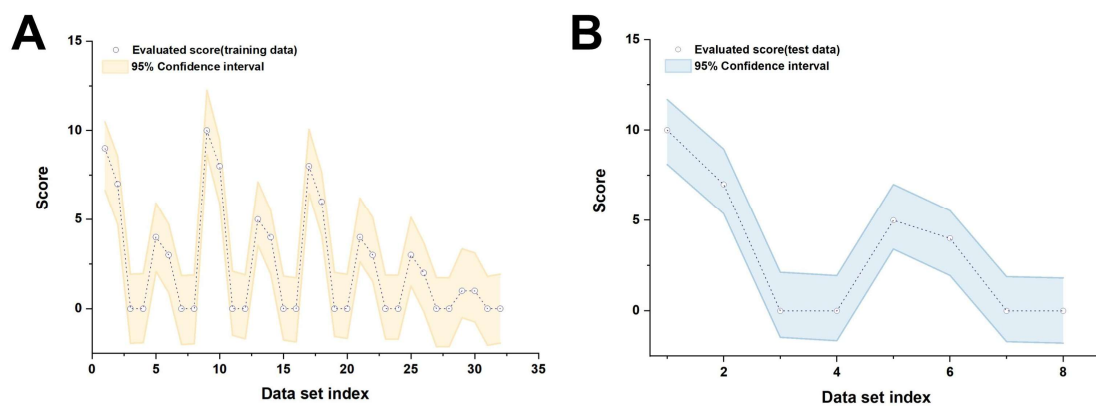 A
15
10
5
0
Score
Evaluated score(training data)
95% Confidence interval
0
5
10
15
20
25
30
35
Data set index
B
15
10
5
0
Score
Evaluated score(test data)
95% Confidence interval
2
4
6
8
Data set index